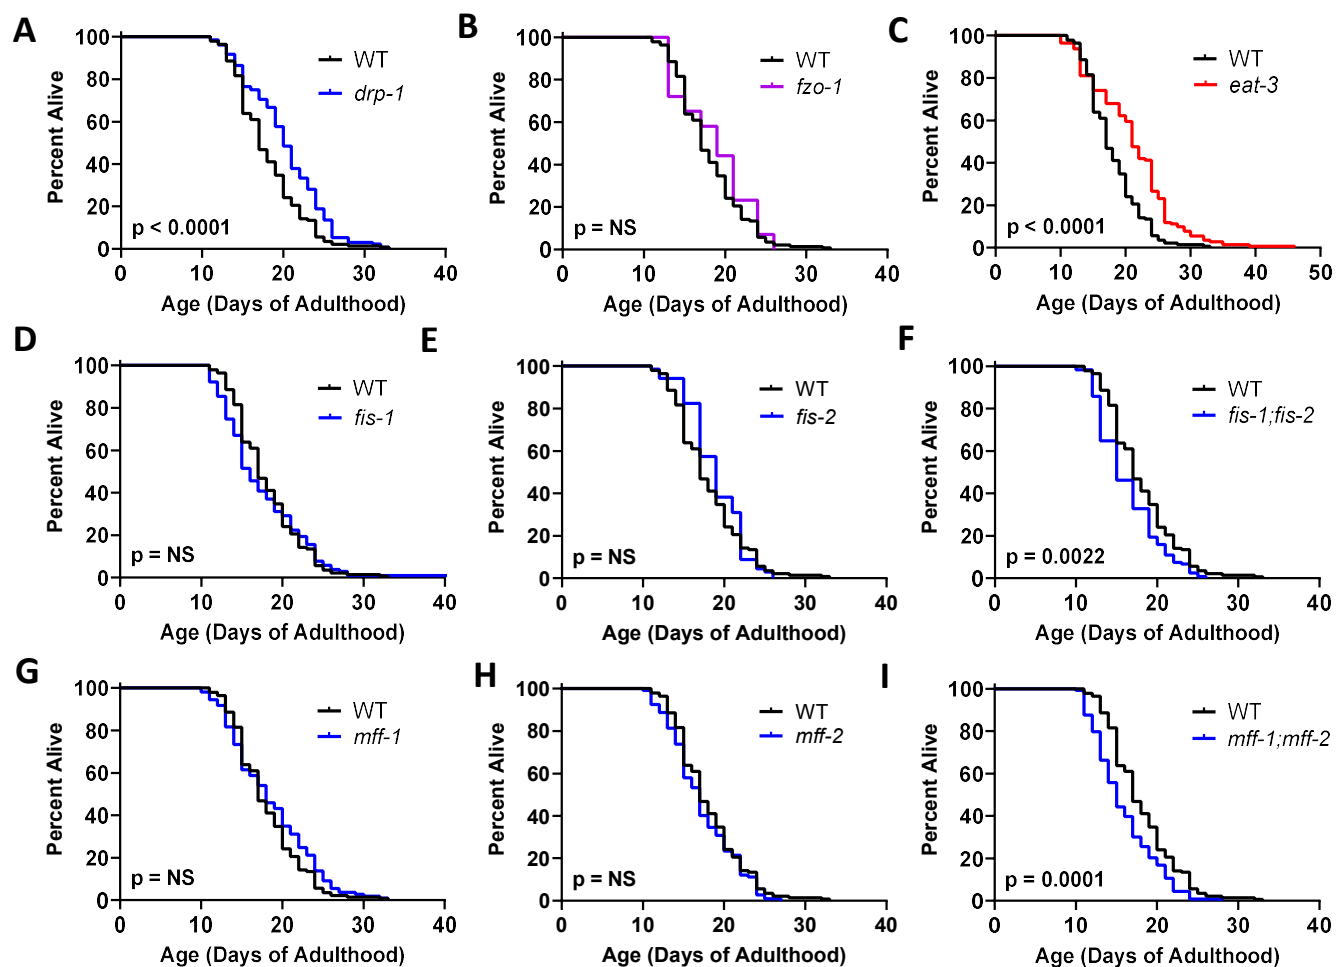 A
100
80
60
40
20
0
Percent Alive
WT
drp-1
p < 0.0001
0 10 20 30 40
Age (Days of Adulthood)
B
100
80
60
40
20
0
Percent Alive
WT
fzo-1
p = NS
0 10 20 30 40
Age (Days of Adulthood)
C
100
80
60
40
20
0
Percent Alive
WT
eat-3
p < 0.0001
0 10 20 30 40 50
Age (Days of Adulthood)
D
100
80
60
40
20
0
Percent Alive
WT
fis-1
p = NS
0 10 20 30 40
Age (Days of Adulthood)
E
100
80
60
40
20
0
Percent Alive
WT
fis-2
p = NS
0 10 20 30 40
Age (Days of Adulthood)
F
100
80
60
40
20
0
Percent Alive
WT
fis-1;fis-2
p = 0.0022
0 10 20 30 40
Age (Days of Adulthood)
G
100
80
60
40
20
0
Percent Alive
WT
mff-1
p = NS
0 10 20 30 40
Age (Days of Adulthood)
H
100
80
60
40
20
0
Percent Alive
WT
mff-2
p = NS
0 10 20 30 40
Age (Days of Adulthood)
I
100
80
60
40
20
0
Percent Alive
WT
mff-1;mff-2
p = 0.0001
0 10 20 30 40
Age (Days of Adulthood)